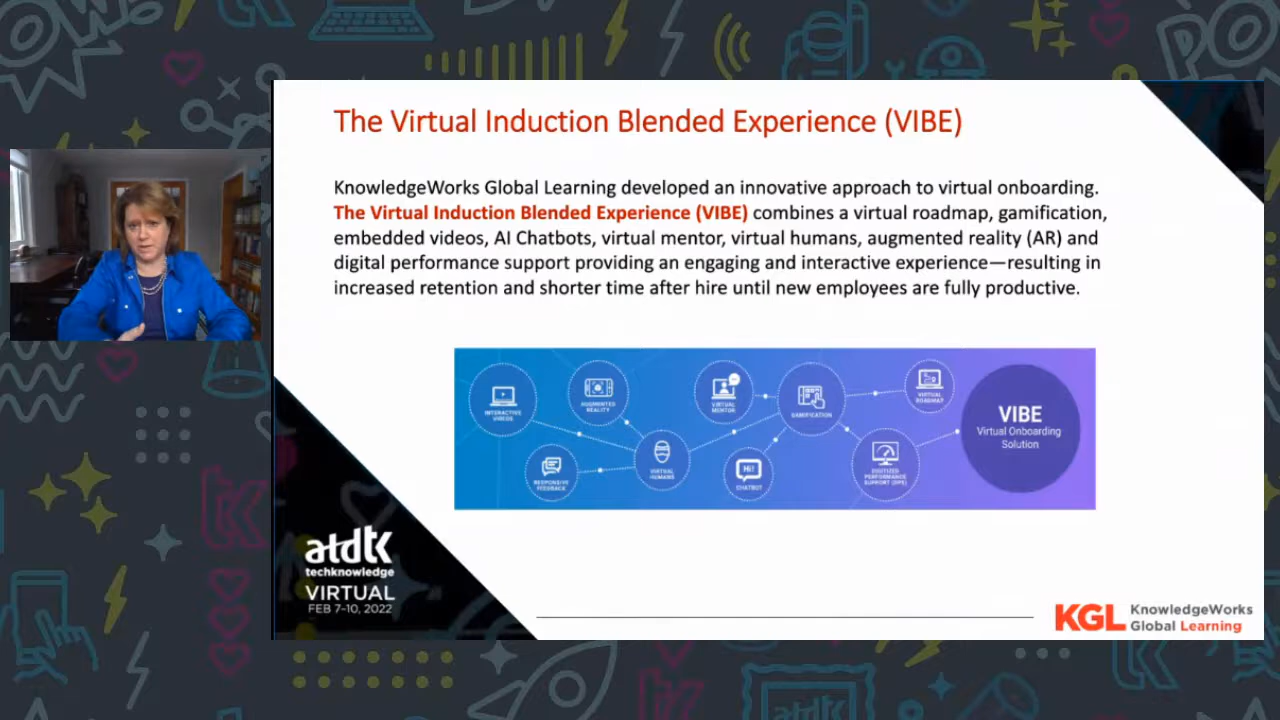 The Virtual Induction Blended Experience (VIBE)
KnowledgeWorks Global Learning developed an innovative approach to virtual onboarding.
The Virtual Induction Blended Experience (VIBE) combines a virtual roadmap, gamification,
embedded videos, AI Chatbots, virtual mentor, virtual humans, augmented reality (AR) and
digital performance support providing an engaging and interactive experience—resulting in
increased retention and shorter time after hire until new employees are fully productive.
INTERACTIVE
VIDEOS
AUGMENTED
REALITY
VIRTUAL
MENTOR
GAMIFICATION
VIRTUAL
ROADMAP
RESPONSIVE
FEEDBACK
VIRTUAL
HUMANS
Hi!
CHATBOT
DIGITIZED
PERFORMANCE
VIBE
Virtual Onboarding
Solution
atdtk
techknowledge
VIRTUAL
FEB 7-10, 2022
KGL KnowledgeWorks
Global Learning